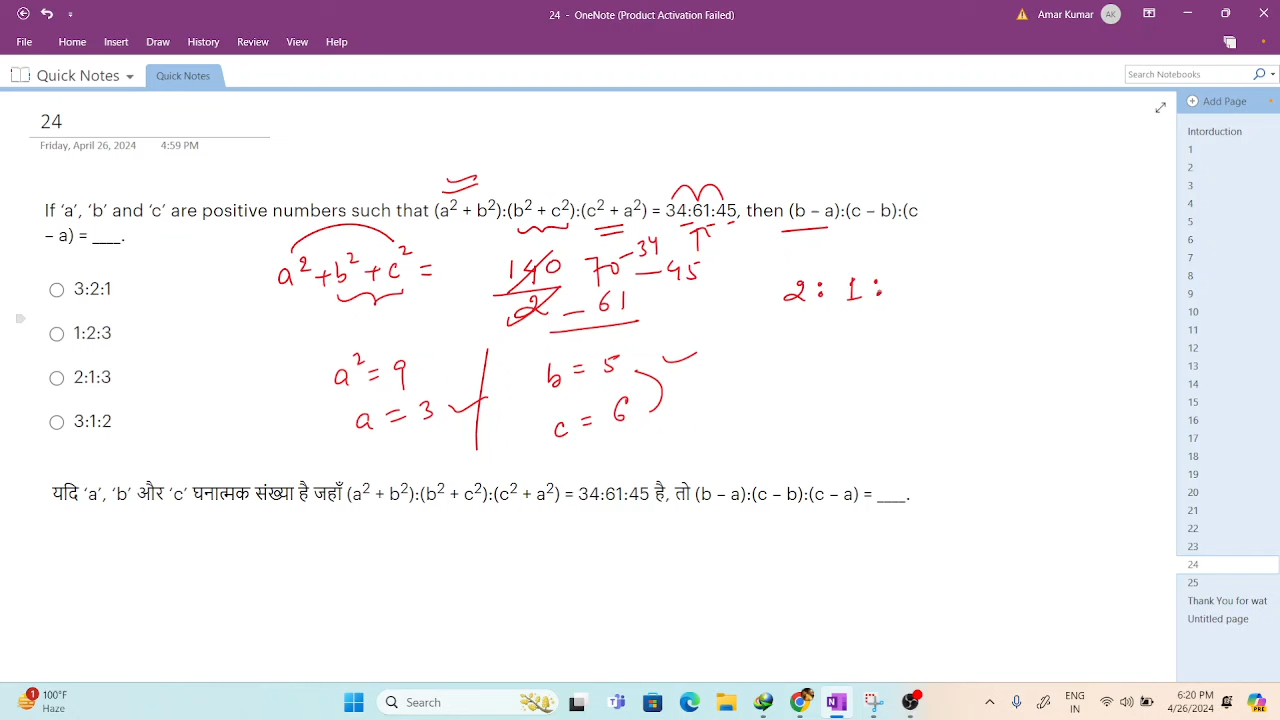 24 - OneNote (Product Activation Failed)
Amar Kumar AK
File Home Insert Draw History Review View Help
Quick Notes Quick Notes Search Notebooks
Add Page
24
Friday, April 26, 2024 4:59 PM
If ‘a’, ‘b’ and ‘c’ are positive numbers such that (a² + b²):(b² + c²):(c² + a²) = 34:61:45, then (b – a):(c – b):(c
– a) = ____.
a² + b² + c² =
140
2
70 – 34
– 45
– 61
2 : 1 :
3:2:1
1:2:3
2:1:3
3:1:2
a² = 9
a = 3
b = 5
c = 6
यदि ‘a’, ‘b’ और ‘c’ घनात्मक संख्या है जहाँ (a² + b²):(b² + c²):(c² + a²) = 34:61:45 है, तो (b – a):(c – b):(c – a) = ____.
Intorduction
1
2
3
4
5
6
7
8
9
10
11
12
13
14
15
16
17
18
19
20
21
22
23
24
25
Thank You for wat
Untitled page
1
100°F
Haze
Search
ENG
IN
6:20 PM
4/26/2024